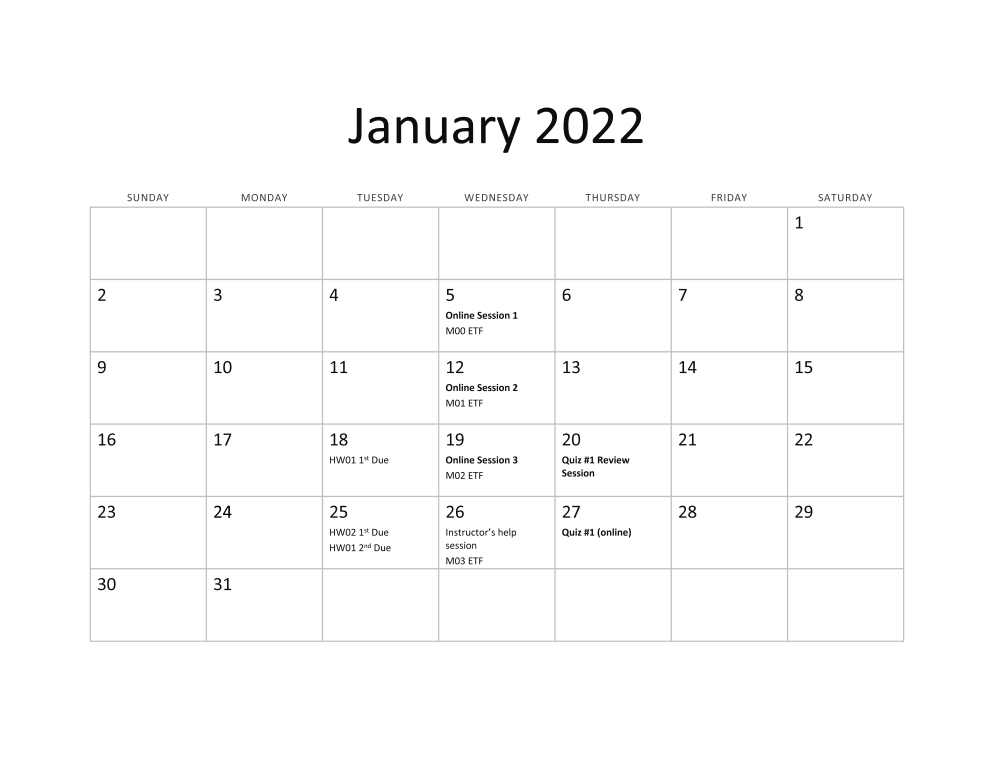 January 2022
SUNDAY MONDAY TUESDAY WEDNESDAY THURSDAY FRIDAY SATURDAY
1
2 3 4 5 6 7 8
Online Session 1
M00 ETF
9 10 11 12 13 14 15
Online Session 2
M01 ETF
16 17 18 19 20 21 22
HW01 1st Due Online Session 3 Quiz #1 Review
M02 ETF Session
23 24 25 26 27 28 29
HW02 1st Due Instructor's help Quiz #1 (online)
HW01 2nd Due session
M03 ETF
30 31